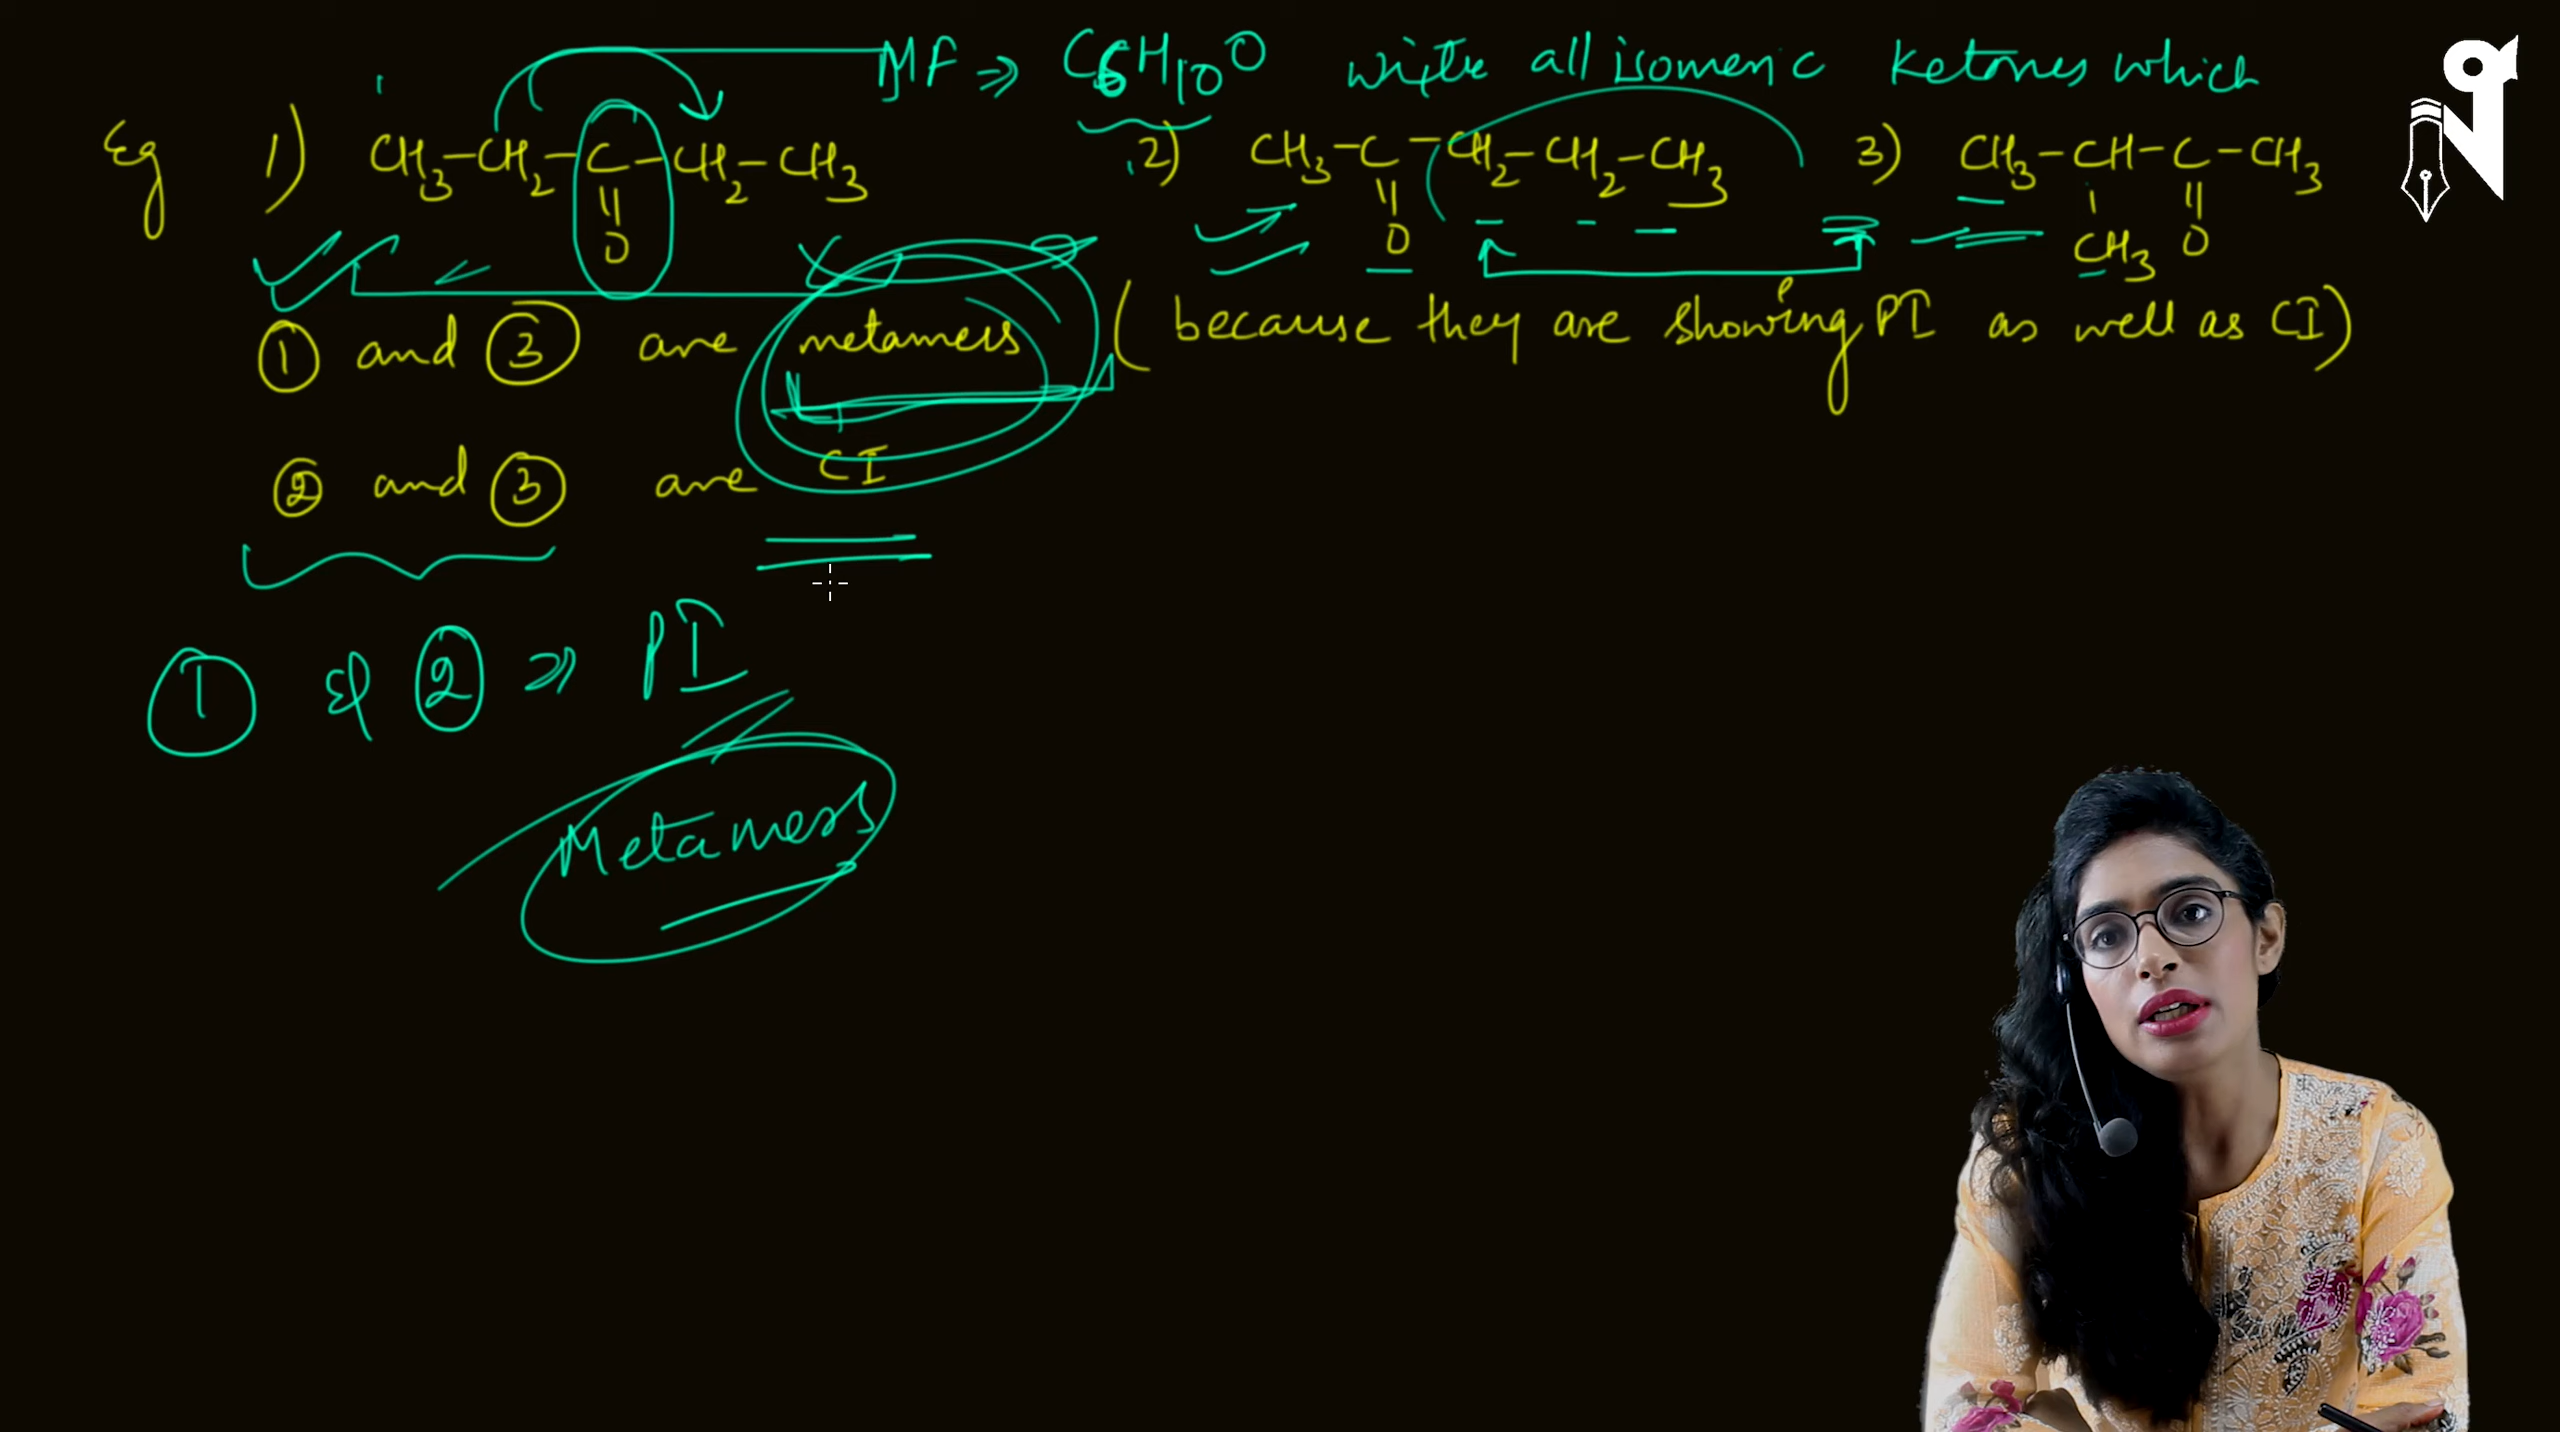 MF => C6H10O write all isomeric ketones which
Eg 1) CH3-CH2-C-CH2-CH3 2) CH3-C-CH2-CH2-CH3 3) CH3-CH-C-CH3
O O CH3 O
① and ③ are metamers (because they are showing PI as well as CI)
② and ③ are CI
① & ② => PI
Metamers